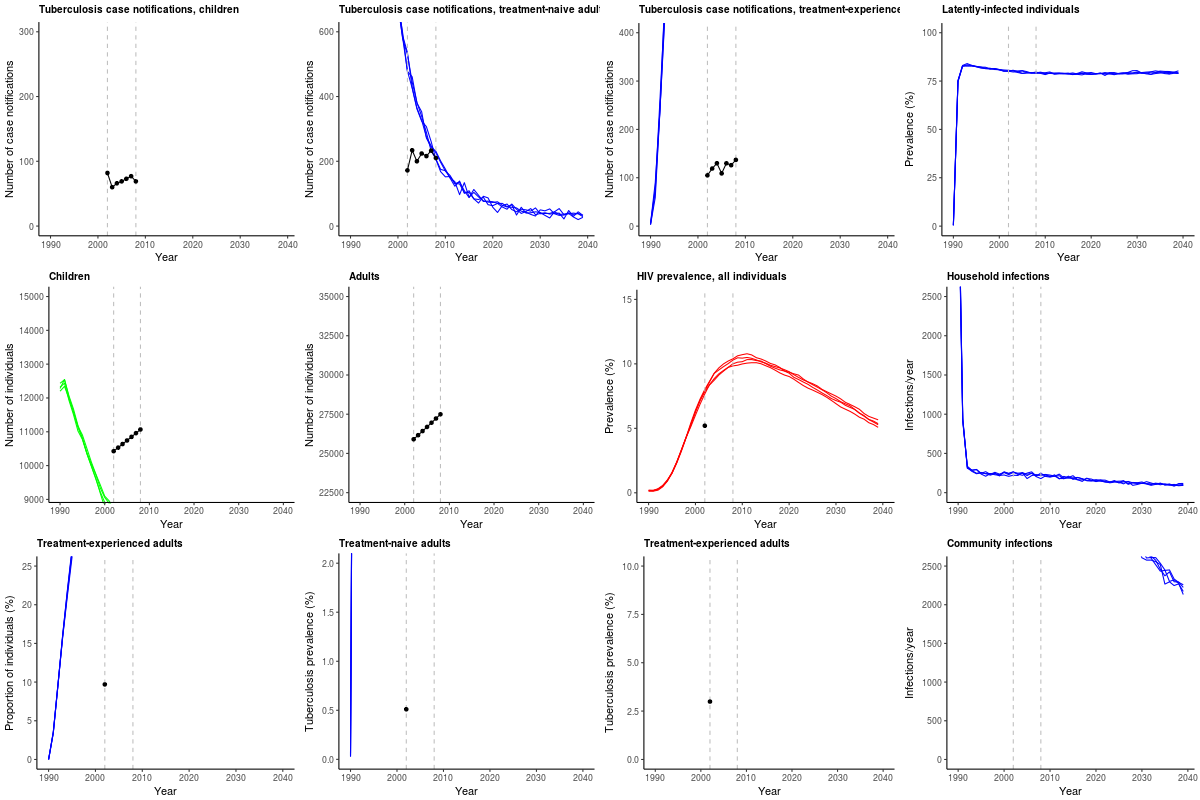 Tuberculosis case notifications, children
Number of case notifications
300
200
100
0
1990 2000 2010 2020 2030 2040
Year
Tuberculosis case notifications, treatment-naive adul
Number of case notifications
600
400
200
0
1990 2000 2010 2020 2030 2040
Year
Tuberculosis case notifications, treatment-experience
Number of case notifications
400
300
200
100
0
1990 2000 2010 2020 2030 2040
Year
Latently-infected individuals
Prevalence (%)
100
75
50
25
0
1990 2000 2010 2020 2030 2040
Year
Children
Number of individuals
15000
14000
13000
12000
11000
10000
9000
1990 2000 2010 2020 2030 2040
Year
Adults
Number of individuals
35000
32500
30000
27500
25000
22500
1990 2000 2010 2020 2030 2040
Year
HIV prevalence, all individuals
Prevalence (%)
15
10
5
0
1990 2000 2010 2020 2030 2040
Year
Household infections
Infections/year
2500
2000
1500
1000
500
0
1990 2000 2010 2020 2030 2040
Year
Treatment-experienced adults
Proportion of individuals (%)
25
20
15
10
5
0
1990 2000 2010 2020 2030 2040
Year
Treatment-naive adults
Tuberculosis prevalence (%)
2.0
1.5
1.0
0.5
0.0
1990 2000 2010 2020 2030 2040
Year
Treatment-experienced adults
Tuberculosis prevalence (%)
10.0
7.5
5.0
2.5
0.0
1990 2000 2010 2020 2030 2040
Year
Community infections
Infections/year
2500
2000
1500
1000
500
0
1990 2000 2010 2020 2030 2040
Year